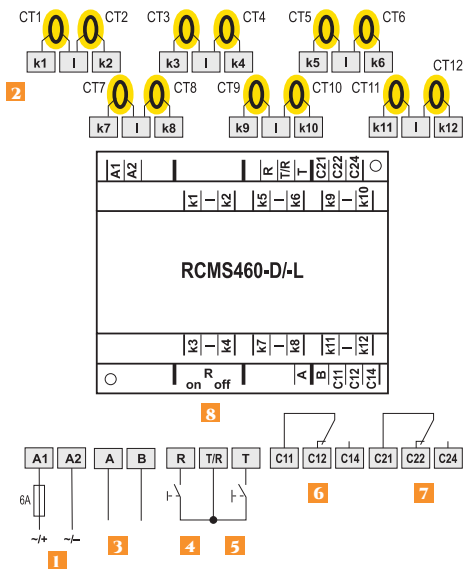 CT1 CT2 CT3 CT4 CT5 CT6
k1 l k2 k3 l k4 k5 l k6
2 CT7 CT8 CT9 CT10 CT11 CT12
k7 l k8 k9 l k10 k11 l k12
A1 A2 R T/R T C21 C22 C24
k1 l k2 k5 l k6 k9 l k10
RCMS460-D/-L
k3 l k4 k7 l k8 k11 l k12
R on off A B C11 C12 C14
8
A1 A2 A B R T/R T C11 C12 C14 C21 C22 C24
6A
6 7
~/+ ~/–
1 3 4 5